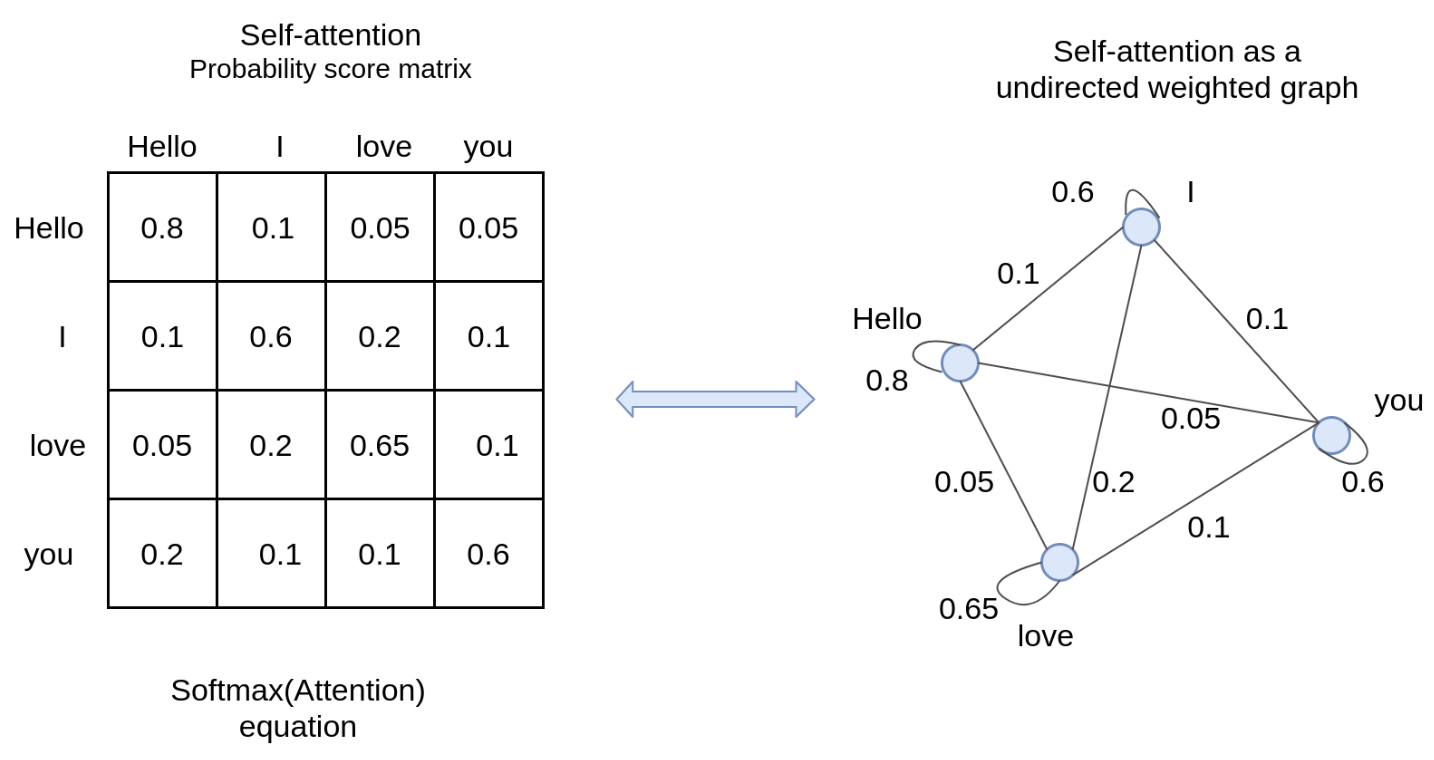 Self-attention
Probability score matrix
Hello I love you
Hello 0.8 0.1 0.05 0.05
I 0.1 0.6 0.2 0.1
love 0.05 0.2 0.65 0.1
you 0.2 0.1 0.1 0.6
Softmax(Attention)
equation
Self-attention as a
undirected weighted graph
0.6 I
0.1
Hello
0.1
0.8
you
0.05
0.05
0.2
0.6
0.1
0.65
love